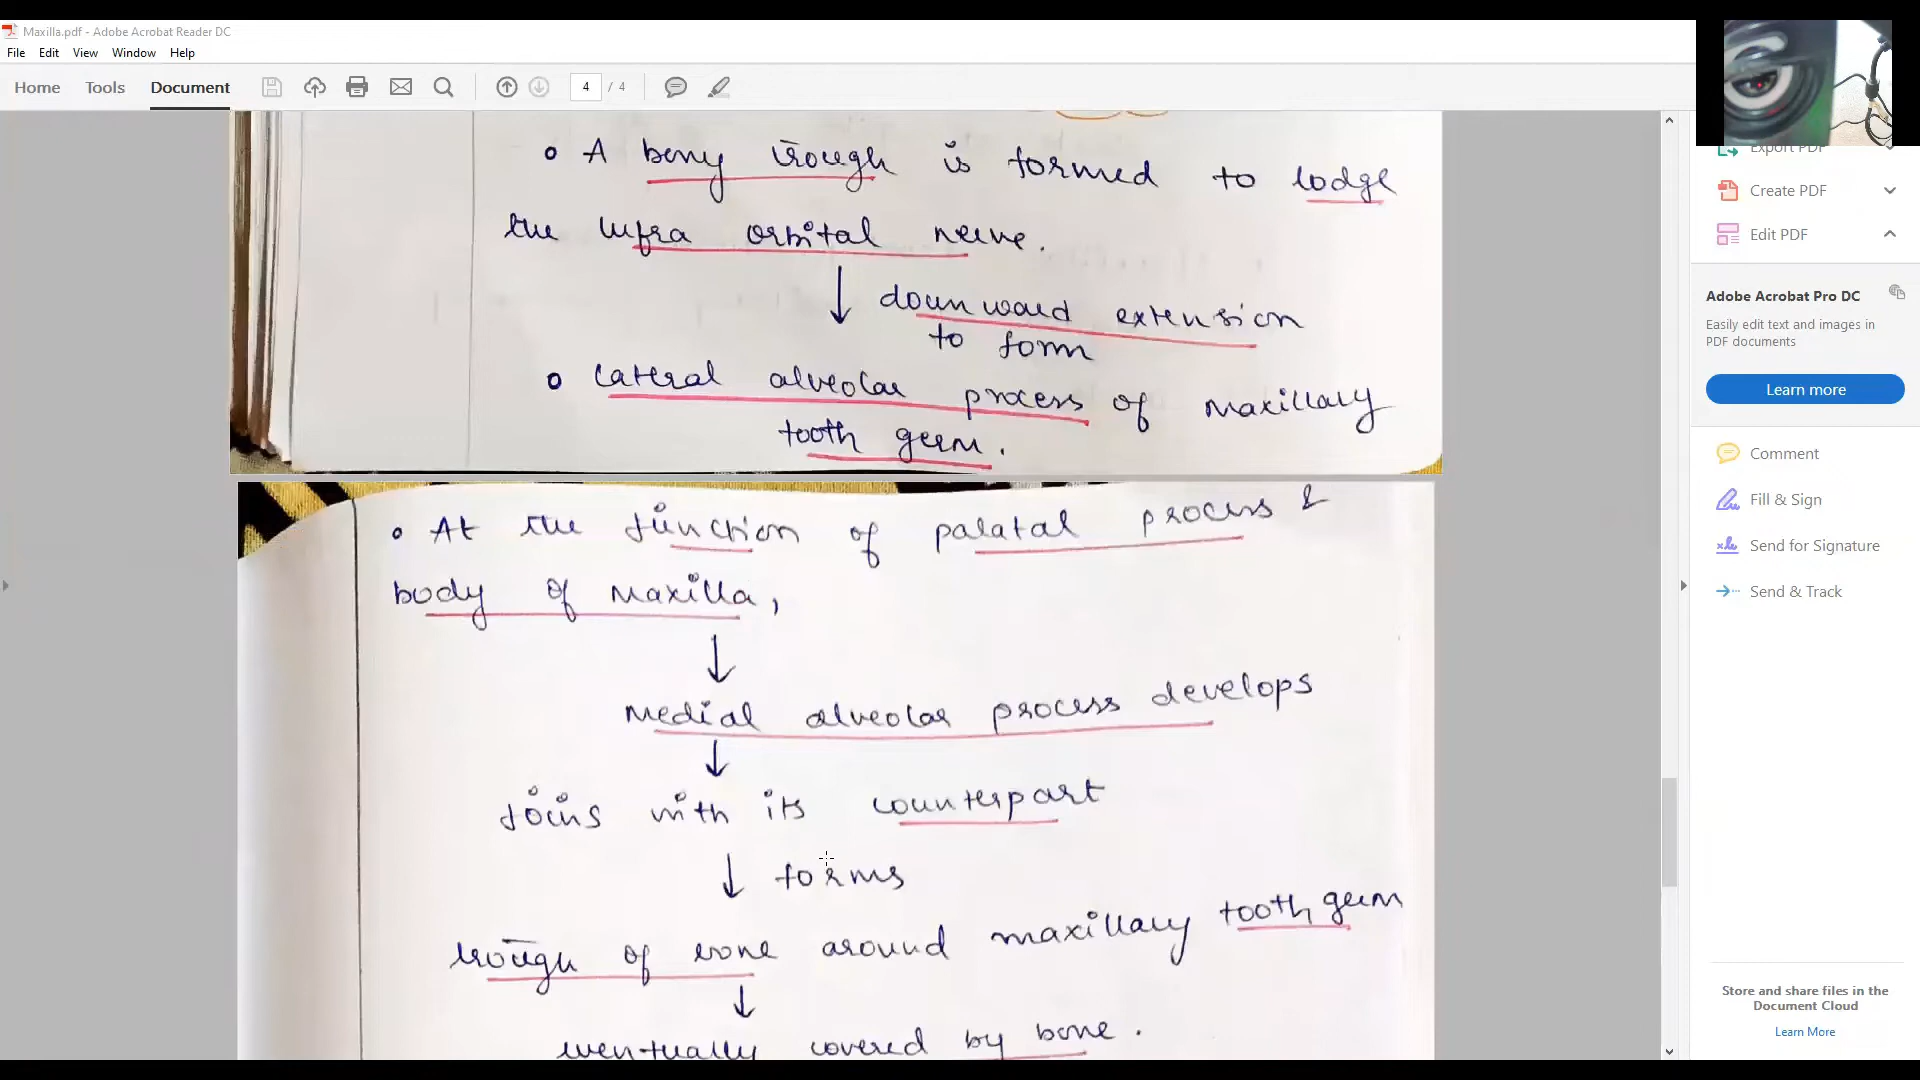 Maxilla.pdf - Adobe Acrobat Reader DC
File Edit View Window Help
Home Tools Document 4 / 4
Export PDF
Create PDF
Edit PDF
Adobe Acrobat Pro DC
Easily edit text and images in
PDF documents
Learn more
Comment
Fill & Sign
Send for Signature
Send & Track
Store and share files in the
Document Cloud
Learn More
• A bony trough is formed to lodge
the infra orbital nerve.
↓ downward extension
to form
• Lateral alveolar process of maxillary
tooth germ.
• At the junction of palatal process &
body of Maxilla,
↓
Medial alveolar process develops
↓
joins with its counterpart
↓ forms
trough of bone around maxillary tooth germ
↓
eventually covered by bone.